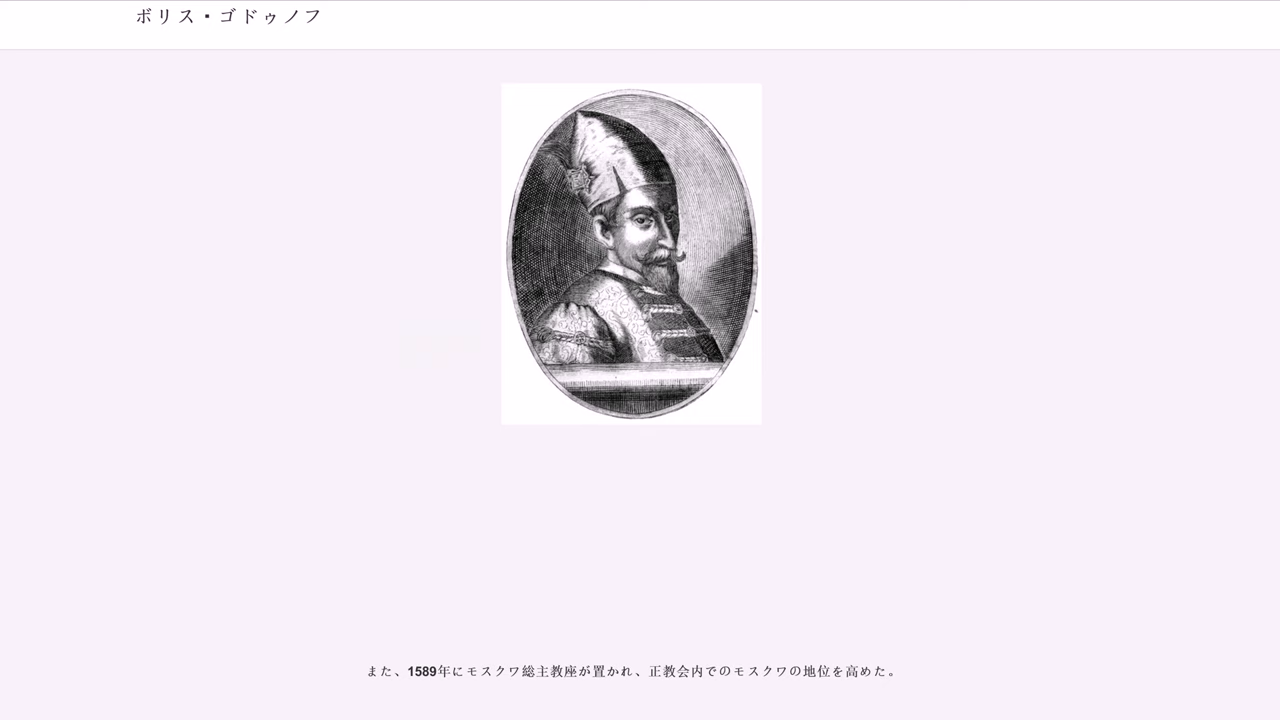 ボリス・ゴドゥノフ
また、1589年にモスクワ総主教座が置かれ、正教会内でのモスクワの地位を高めた。